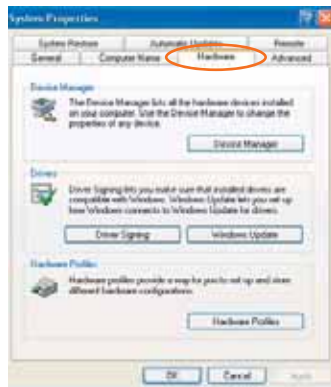 System Properties
System Restore Automatic Updates Remote
General Computer Name Hardware Advanced
Device Manager
The Device Manager lists all the hardware devices installed
on your computer. Use the Device Manager to change the
properties of any device.
Device Manager
Drivers
Driver Signing lets you make sure that installed drivers are
compatible with Windows. Windows Update lets you set up
how Windows connects to Windows Update for drivers.
Driver Signing Windows Update
Hardware Profiles
Hardware profiles provide a way for you to set up and store
different hardware configurations.
Hardware Profiles
OK Cancel Apply